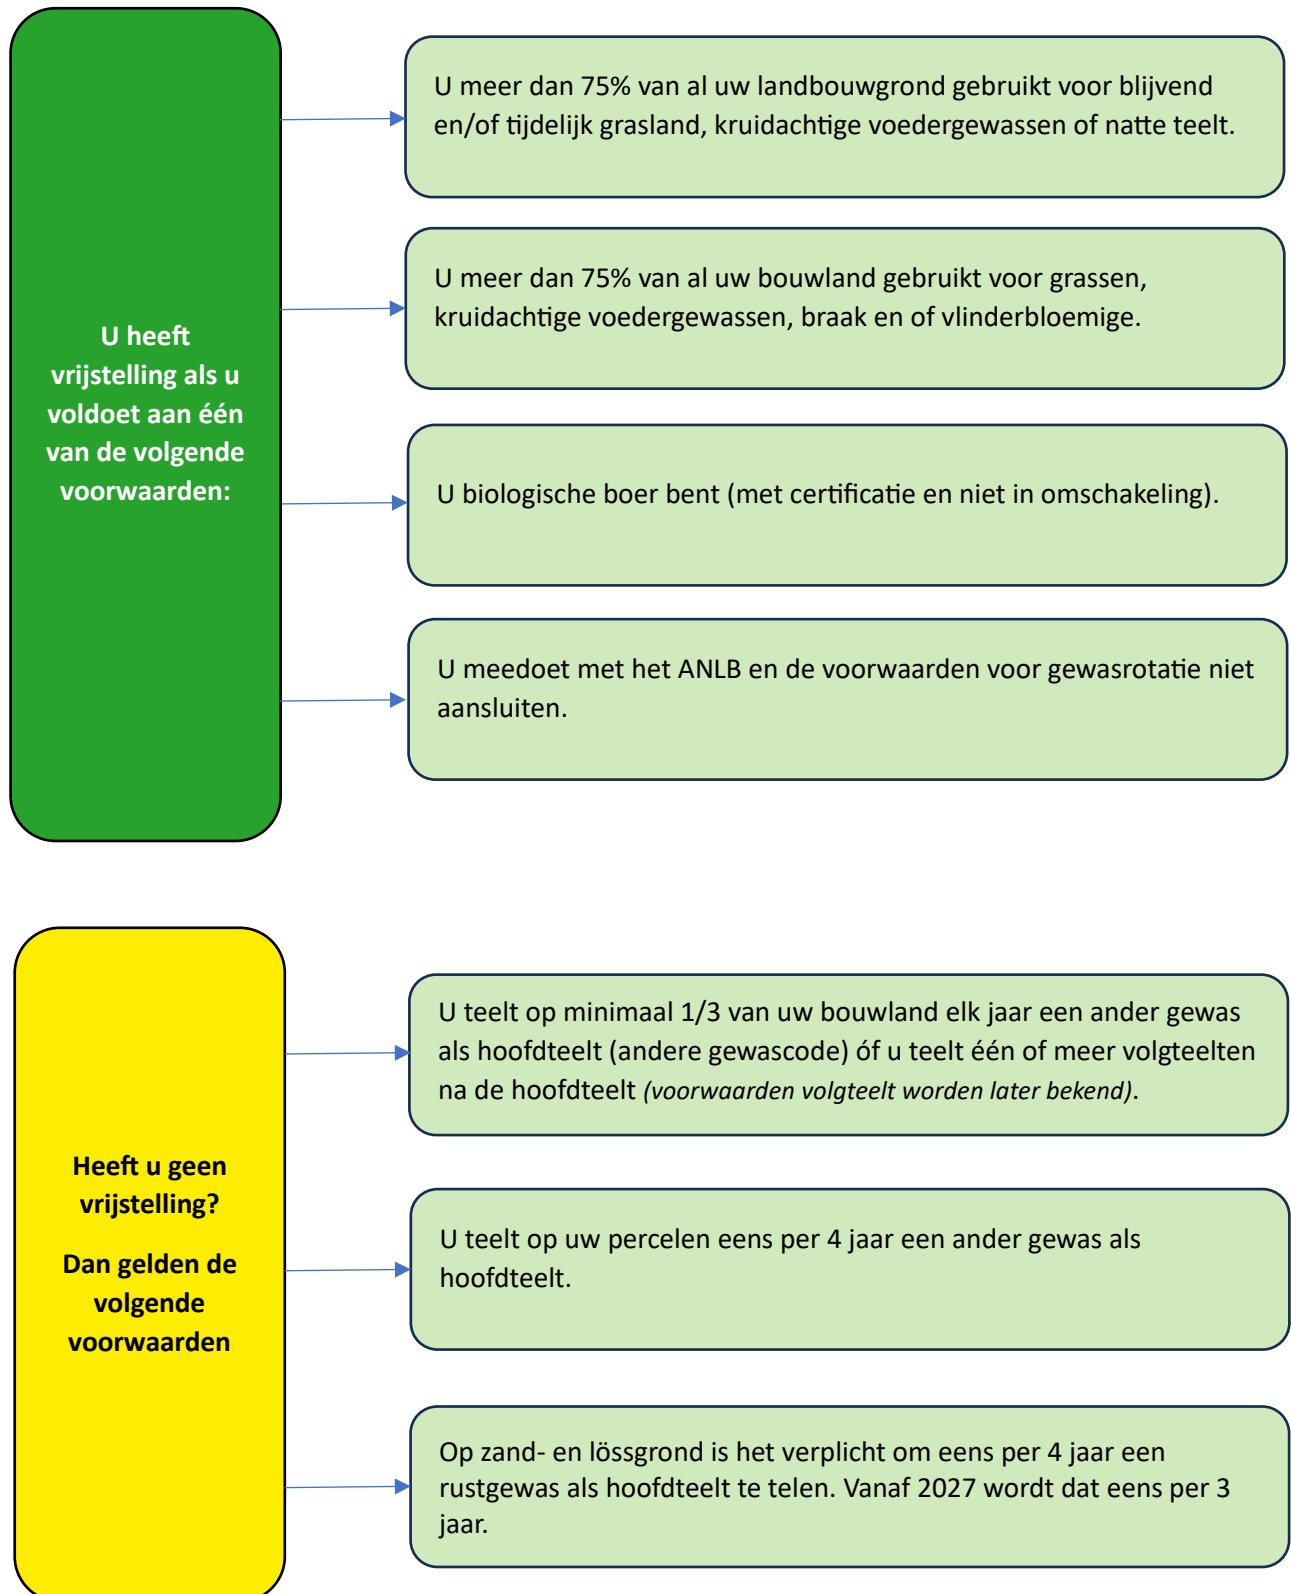 U heeft
vrijstelling als u
voldoet aan één
van de volgende
voorwaarden:
U meer dan 75% van al uw landbouwgrond gebruikt voor blijvend
en/of tijdelijk grasland, kruidachtige voedergewassen of natte teelt.
U meer dan 75% van al uw bouwland gebruikt voor grassen,
kruidachtige voedergewassen, braak en of vlinderbloemige.
U biologische boer bent (met certificatie en niet in omschakeling).
U meedoet met het ANLB en de voorwaarden voor gewasrotatie niet
aansluiten.
Heeft u geen
vrijstelling?
Dan gelden de
volgende
voorwaarden
U teelt op minimaal 1/3 van uw bouwland elk jaar een ander gewas
als hoofdteelt (andere gewascode) óf u teelt één of meer volgteelten
na de hoofdteelt (voorwaarden volgteelt worden later bekend).
U teelt op uw percelen eens per 4 jaar een ander gewas als
hoofdteelt.
Op zand- en lössgrond is het verplicht om eens per 4 jaar een
rustgewas als hoofdteelt te telen. Vanaf 2027 wordt dat eens per 3
jaar.